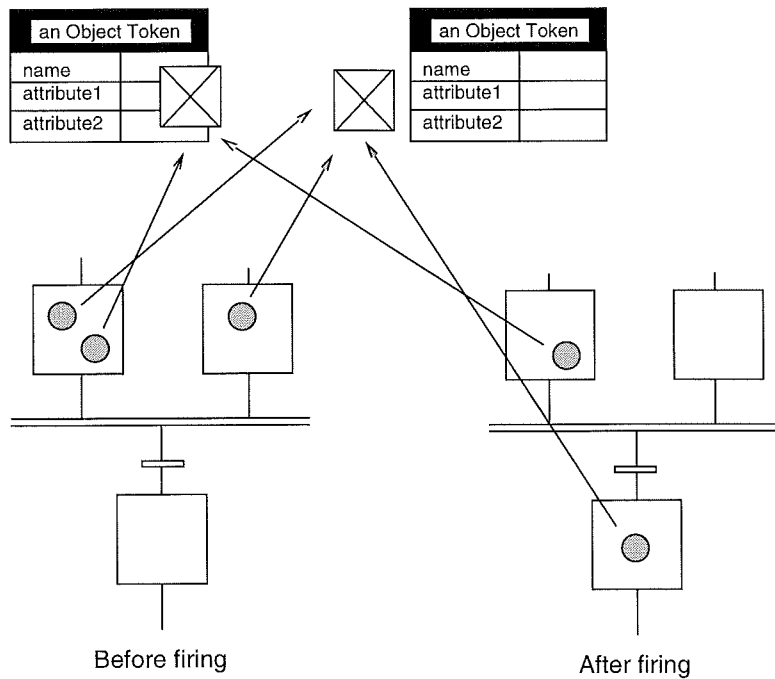 an Object Token
name
attribute1
attribute2
an Object Token
name
attribute1
attribute2
Before firing
After firing